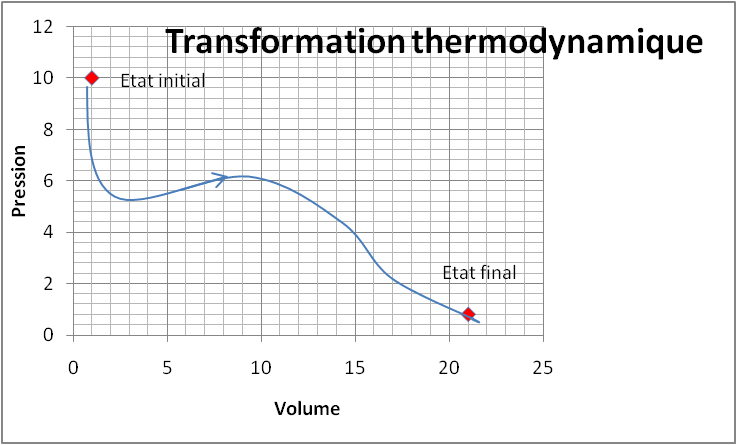 Transformation thermodynamique
12
10
8
6
4
2
0
Pression
Etat initial
Etat final
0 5 10 15 20 25
Volume